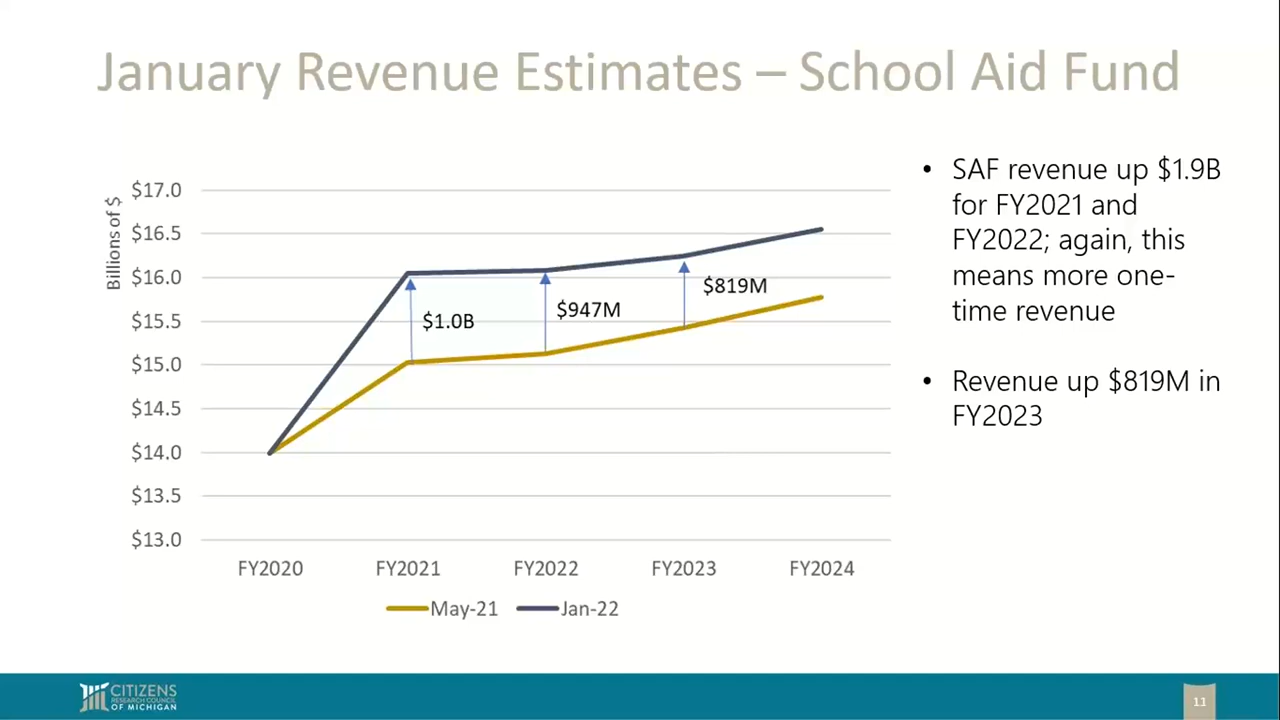 January Revenue Estimates – School Aid Fund
Billions of $
$17.0
$16.5
$16.0
$15.5
$15.0
$14.5
$14.0
$13.5
$13.0
$1.0B
$947M
$819M
FY2020 FY2021 FY2022 FY2023 FY2024
May-21 Jan-22
• SAF revenue up $1.9B
for FY2021 and
FY2022; again, this
means more one-
time revenue
• Revenue up $819M in
FY2023
CITIZENS
RESEARCH COUNCIL
OF MICHIGAN
11